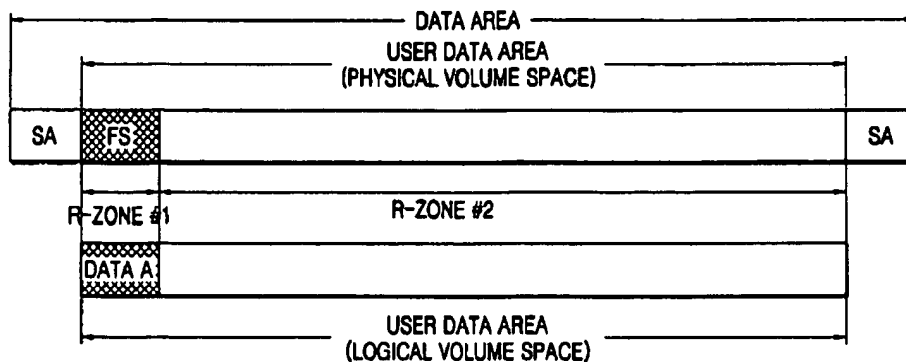 DATA AREA
USER DATA AREA
(PHYSICAL VOLUME SPACE)
SA FS SA
R-ZONE #1 R-ZONE #2
DATA A
USER DATA AREA
(LOGICAL VOLUME SPACE)